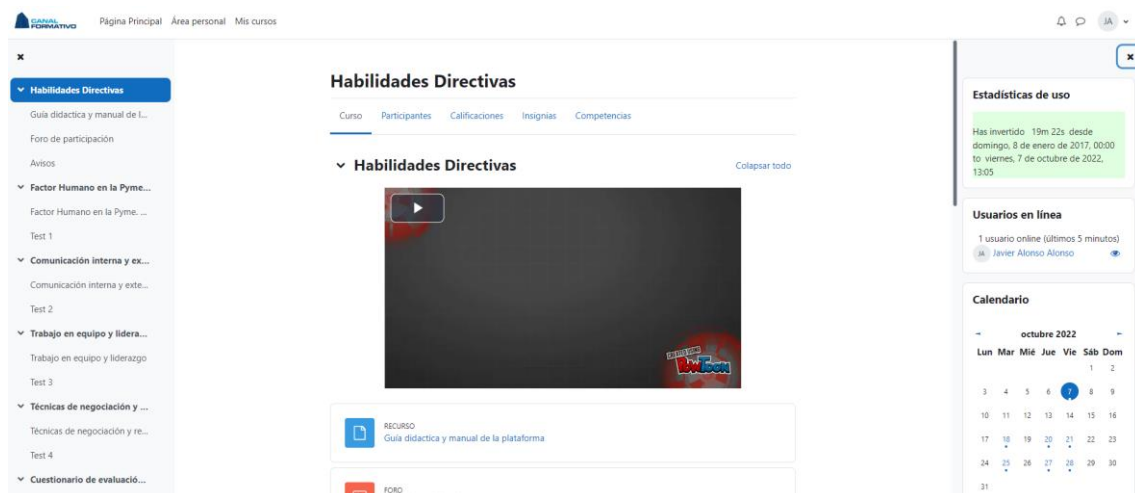 CANAL
FORMATIVO
Página Principal Área personal Mis cursos
JA
Habilidades Directivas
Guía didactica y manual de l...
Foro de participación
Avisos
Factor Humano en la Pyme...
Factor Humano en la Pyme. ...
Test 1
Comunicación interna y ex...
Comunicación interna y exte...
Test 2
Trabajo en equipo y lidera...
Trabajo en equipo y liderazgo
Test 3
Técnicas de negociación y ...
Técnicas de negociación y re...
Test 4
Cuestionario de evaluació...
Habilidades Directivas
Curso Participantes Calificaciones Insignias Competencias
Habilidades Directivas
Colapsar todo
CREATED USING
POWTOON
RECURSO
Guía didactica y manual de la plataforma
FORO
Estadísticas de uso
Has invertido 19m 22s desde
domingo, 8 de enero de 2017, 00:00
to viernes, 7 de octubre de 2022,
13:05
Usuarios en línea
1 usuario online (últimos 5 minutos)
JA Javier Alonso Alonso
Calendario
octubre 2022
Lun Mar Mié Jue Vie Sáb Dom
1 2
3 4 5 6 7 8 9
10 11 12 13 14 15 16
17 18 19 20 21 22 23
24 25 26 27 28 29 30
31